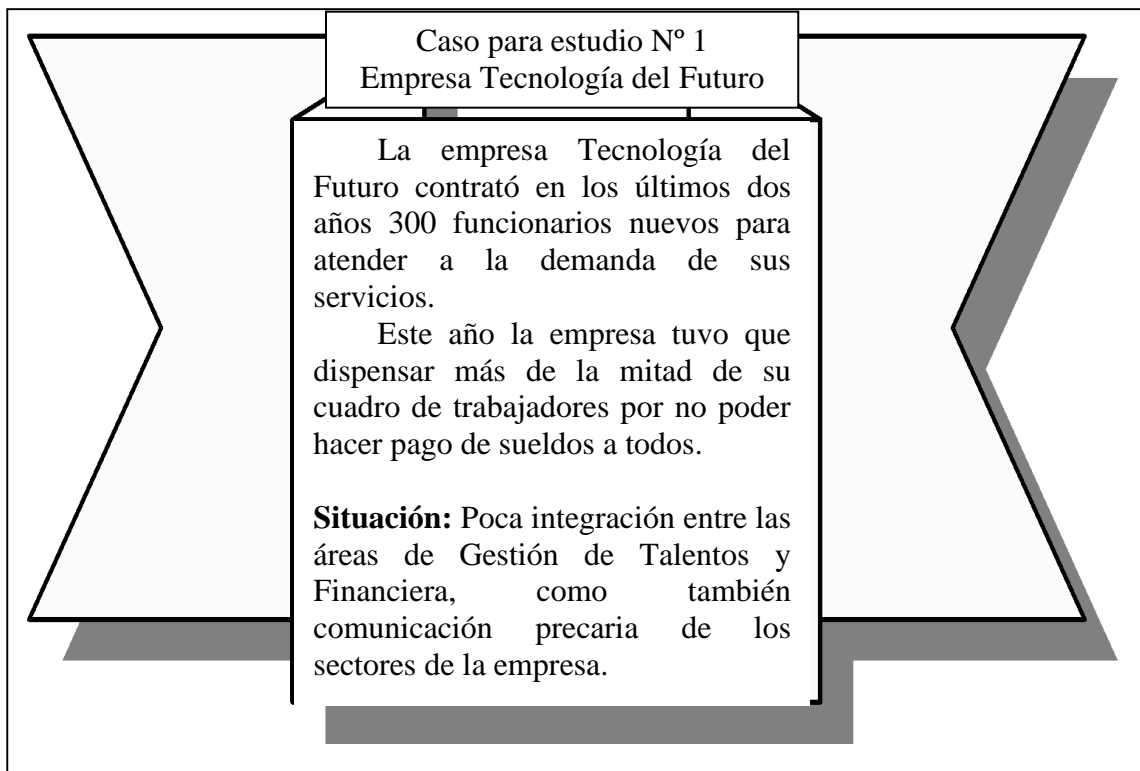 Caso para estudio Nº 1
Empresa Tecnología del Futuro
La empresa Tecnología del
Futuro contrató en los últimos dos
años 300 funcionarios nuevos para
atender a la demanda de sus
servicios.
Este año la empresa tuvo que
dispensar más de la mitad de su
cuadro de trabajadores por no poder
hacer pago de sueldos a todos.
Situación: Poca integración entre las
áreas de Gestión de Talentos y
Financiera, como también
comunicación precaria de los
sectores de la empresa.